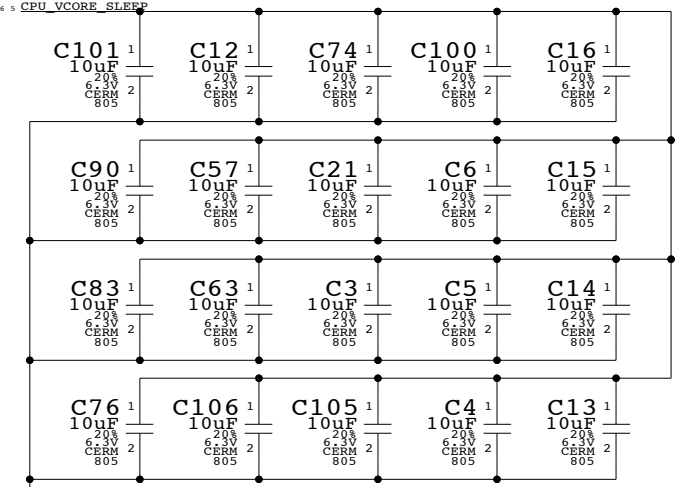 6 5 CPU_VCORE_SLEEP
C101 1 C12 1 C74 1 C100 1 C16 1
10uF 10uF 10uF 10uF 10uF
20% 20% 20% 20% 20%
6.3V 2 6.3V 2 6.3V 2 6.3V 2 6.3V 2
CERM CERM CERM CERM CERM
805 805 805 805 805
C90 1 C57 1 C21 1 C6 1 C15 1
10uF 10uF 10uF 10uF 10uF
20% 20% 20% 20% 20%
6.3V 2 6.3V 2 6.3V 2 6.3V 2 6.3V 2
CERM CERM CERM CERM CERM
805 805 805 805 805
C83 1 C63 1 C3 1 C5 1 C14 1
10uF 10uF 10uF 10uF 10uF
20% 20% 20% 20% 20%
6.3V 2 6.3V 2 6.3V 2 6.3V 2 6.3V 2
CERM CERM CERM CERM CERM
805 805 805 805 805
C76 1 C106 1 C105 1 C4 1 C13 1
10uF 10uF 10uF 10uF 10uF
20% 20% 20% 20% 20%
6.3V 2 6.3V 2 6.3V 2 6.3V 2 6.3V 2
CERM CERM CERM CERM CERM
805 805 805 805 805